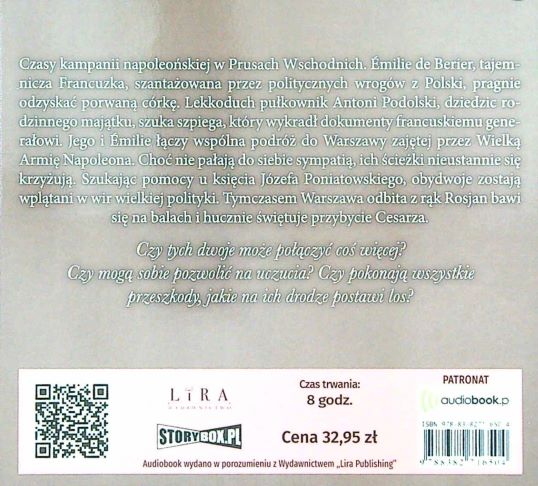 Czasy kampanii napoleońskiej w Prusach Wschodnich. Émilie de Berier, tajem-
nicza Francuzka, szantażowana przez politycznych wrogów z Polski, pragnie
odzyskać porwaną córkę. Lekkoduch pułkownik Antoni Podolski, dziedzic ro-
dzinnego majątku, szuka szpiega, który wykradł dokumenty francuskiemu gene-
rałowi. Jego i Émilie łączy wspólna podróż do Warszawy zajętej przez Wielką
Armię Napoleona. Choć nie pałają do siebie sympatią, ich ścieżki nieustannie się
krzyżują. Szukając pomocy u księcia Józefa Poniatowskiego, obydwoje zostają
wplątani w wir wielkiej polityki. Tymczasem Warszawa odbita z rąk Rosjan bawi
się na balach i hucznie świętuje przybycie Cesarza.
Czy tych dwoje może połączyć coś więcej?
Czy mogą sobie pozwolić na uczucia? Czy pokonają wszystkie
przeszkody, jakie na ich drodze postawi los?
LIRA
WYDAWNICTWO
STORYBOX.PL
Czas trwania:
8 godz.
Cena 32,95 zł
PATRONAT
audiobook.p
Audiobook wydano w porozumieniu z Wydawnictwem „Lira Publishing"